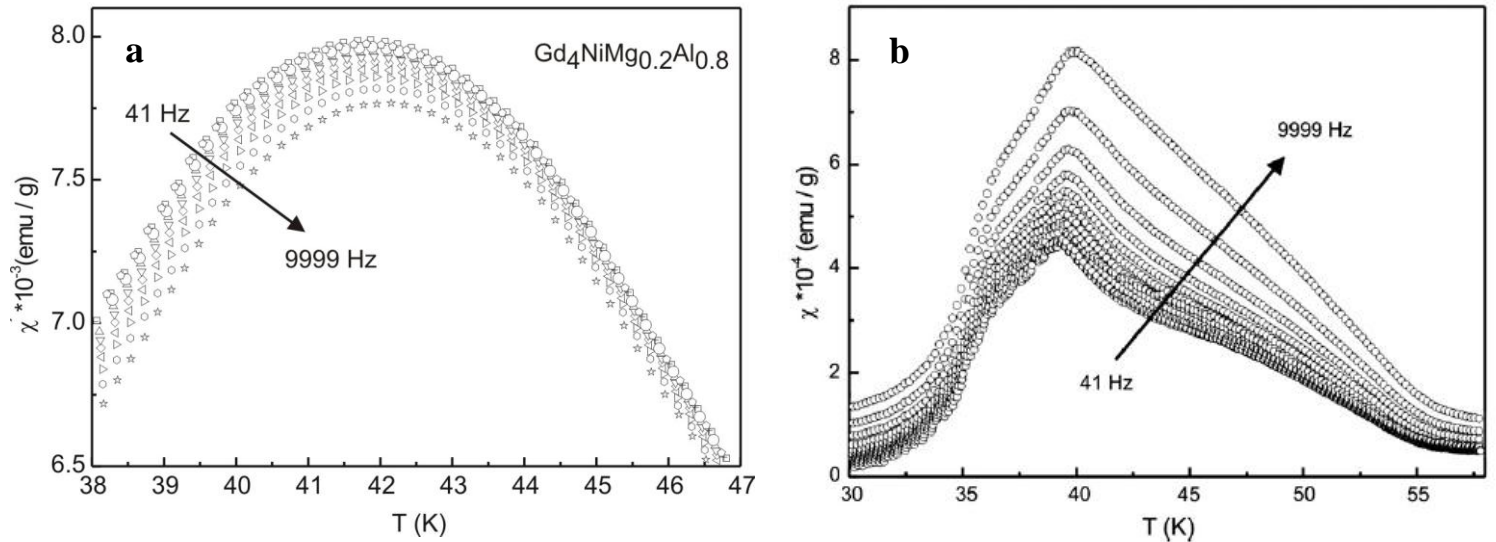 a
Gd4NiMg0.2Al0.8
41 Hz
9999 Hz
χ' *10-3(emu / g)
8.0
7.5
7.0
6.5
38 39 40 41 42 43 44 45 46 47
T (K)
b
9999 Hz
41 Hz
χ *10-4 (emu / g)
8
6
4
2
0
30 35 40 45 50 55
T (K)